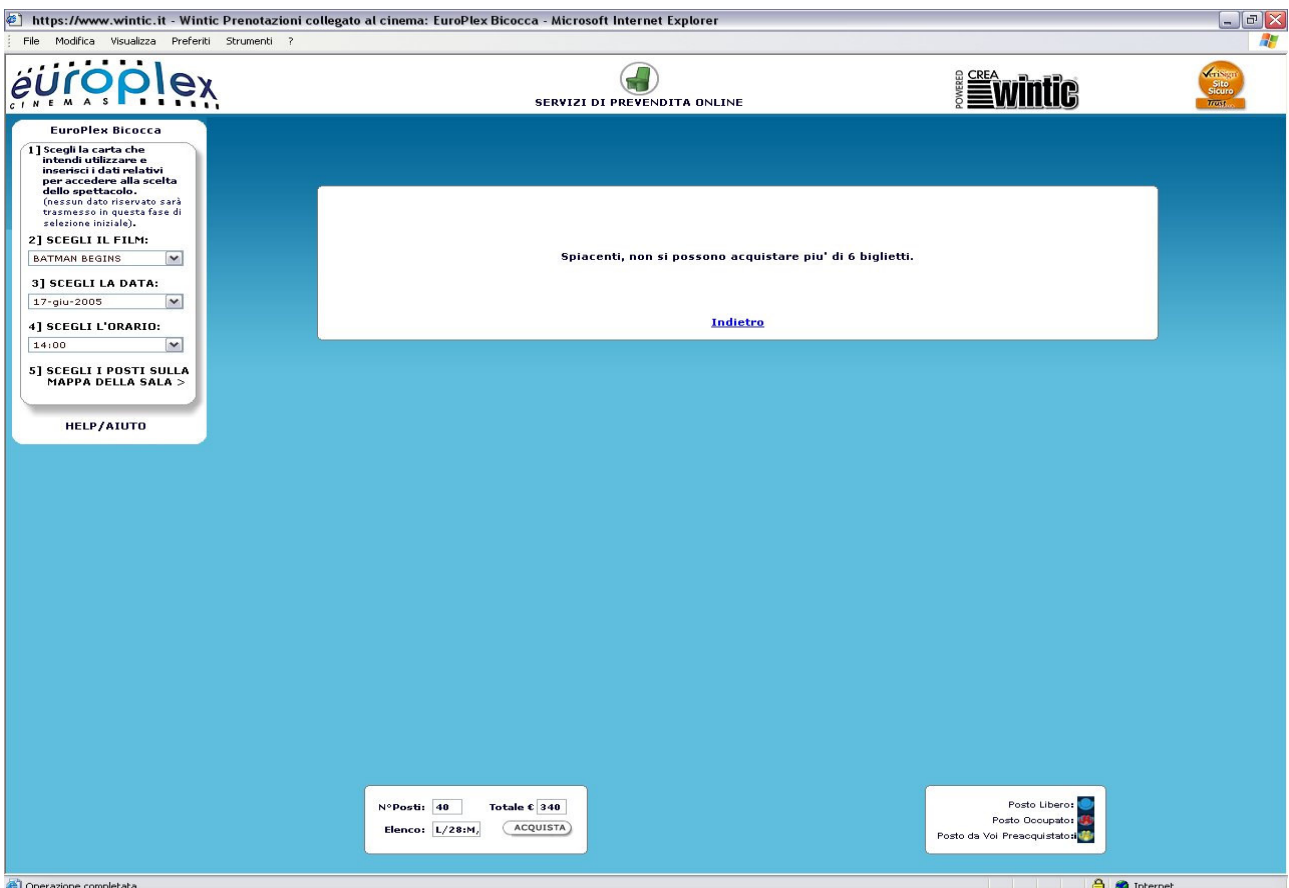 https://www.wintic.it - Wintic Prenotazioni collegato al cinema: EuroPlex Bicocca - Microsoft Internet Explorer
File Modifica Visualizza Preferiti Strumenti ?
europlex
CINEMAS
SERVIZI DI PREVENDITA ONLINE
POWERED
CREA
wintic
VeriSign
Sito
Sicuro
Trust...
EuroPlex Bicocca
1] Scegli la carta che
intendi utilizzare e
inserisci i dati relativi
per accedere alla scelta
dello spettacolo.
(nessun dato riservato sarà
trasmesso in questa fase di
selezione iniziale).
2] SCEGLI IL FILM:
BATMAN BEGINS
3] SCEGLI LA DATA:
17-giu-2005
4] SCEGLI L'ORARIO:
14:00
5] SCEGLI I POSTI SULLA
MAPPA DELLA SALA >
HELP/AIUTO
Spiacenti, non si possono acquistare piu' di 6 biglietti.
Indietro
N°Posti: 40 Totale € 340
Elenco: L/28:M, ACQUISTA
Posto Libero:
Posto Occupato:
Posto da Voi Preacquistato:
Operazione completata
Internet